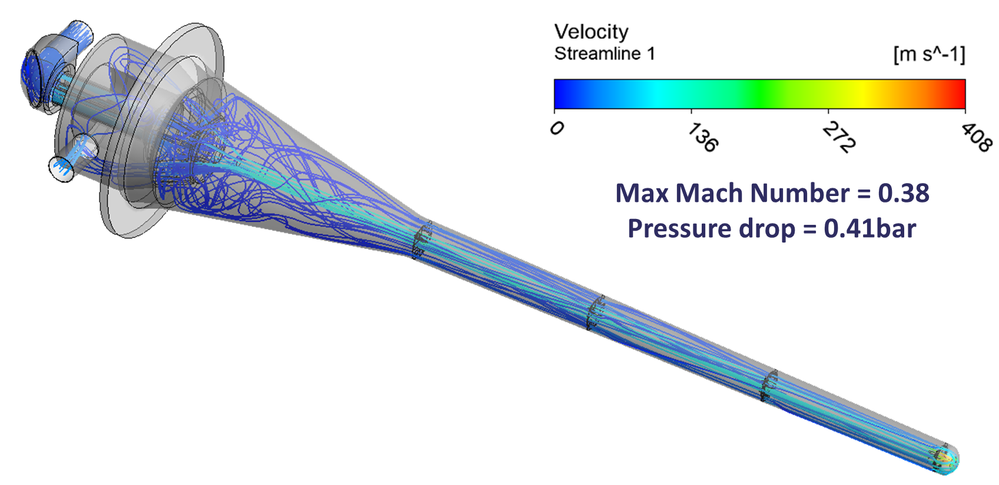 Velocity
Streamline 1
[m s^-1]
0
136
272
408
Max Mach Number = 0.38
Pressure drop = 0.41bar